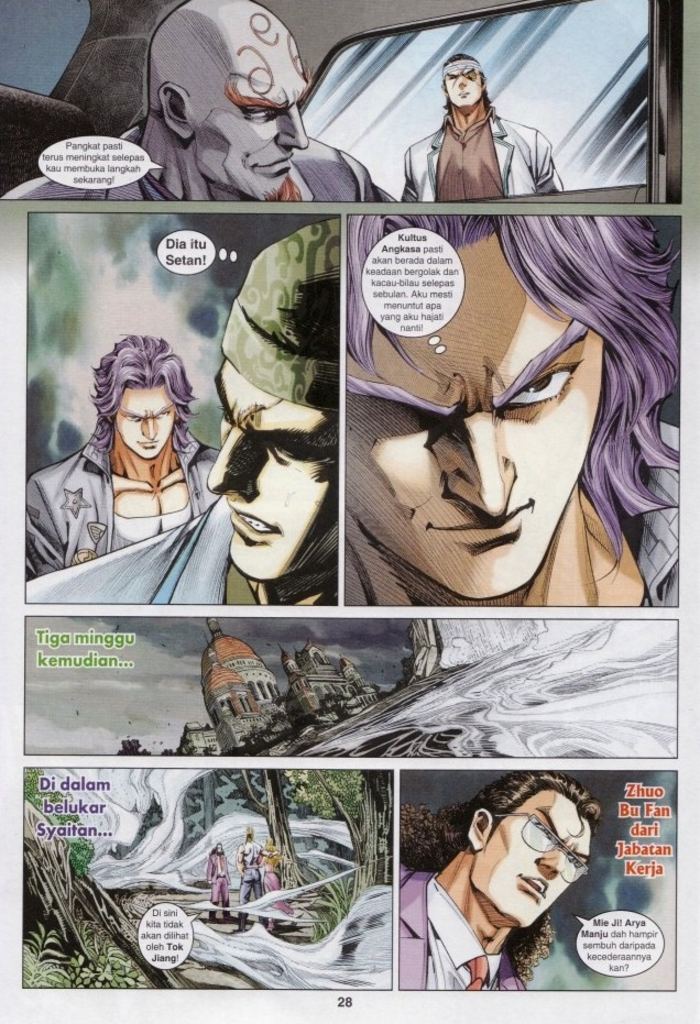 Pangkat pasti
terus meningkat selepas
kau membuka langkah
sekarang!
Dia itu
Setan!
Kultus
Angkasa pasti
akan berada dalam
keadaan bergolak dan
kacau-bilau selepas
sebulan. Aku mesti
menuntut apa
yang aku hajati
nanti!
Tiga minggu
kemudian...
Di dalam
belukar
Syaitan...
Di sini
kita tidak
akan dilihat
oleh Tok
Jiang!
Zhuo
Bu Fan
dari
Jabatan
Kerja
Mie Ji! Arya
Manju dah hampir
sembuh daripada
kecederaannya
kan?
28